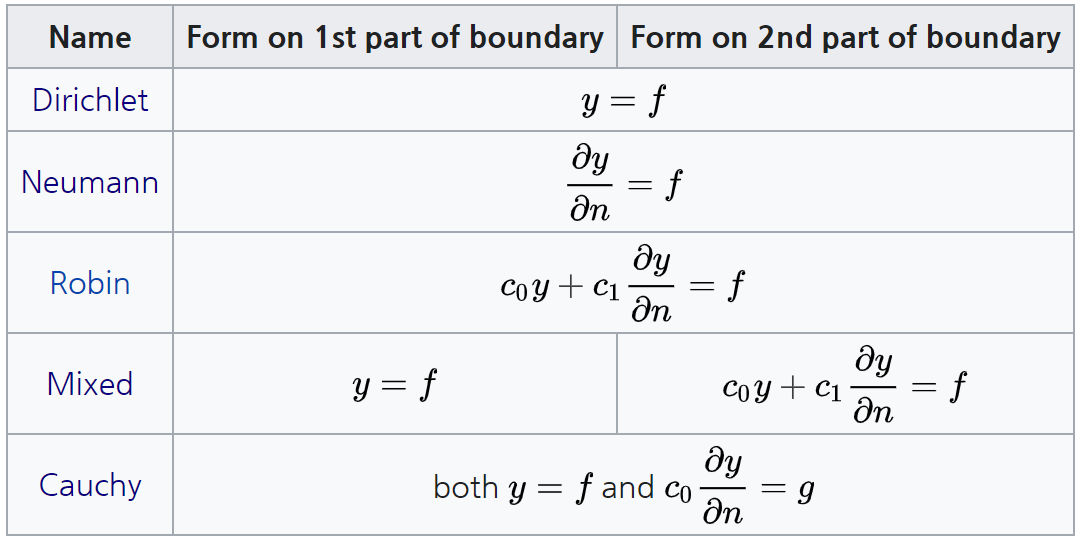 Name Form on 1st part of boundary Form on 2nd part of boundary
Dirichlet y = f
Neumann ∂y/∂n = f
Robin c₀y + c₁ ∂y/∂n = f
Mixed y = f c₀y + c₁ ∂y/∂n = f
Cauchy both y = f and c₀ ∂y/∂n = g